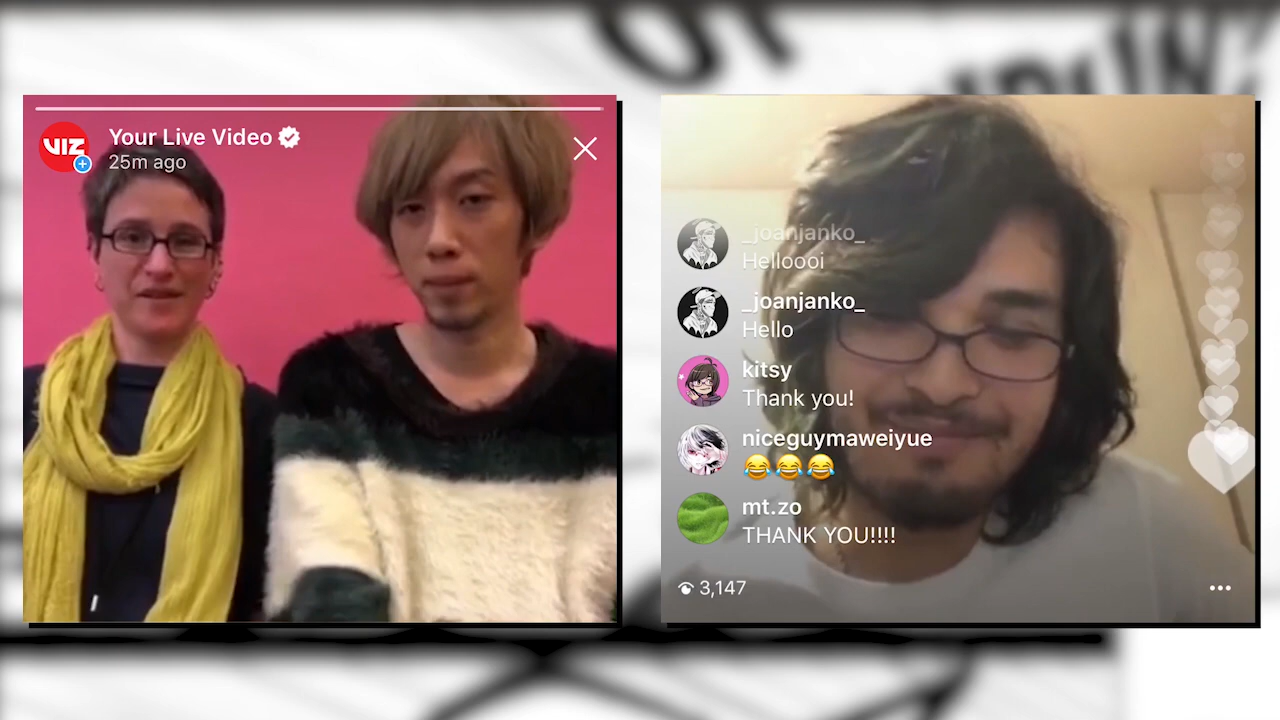 VIZ
Your Live Video
25m ago
_joanjanko_
Helloooi
_joanjanko_
Hello
kitsy
Thank you!
niceguymaweiyue
😂😂😂
mt.zo
THANK YOU!!!!
3,147